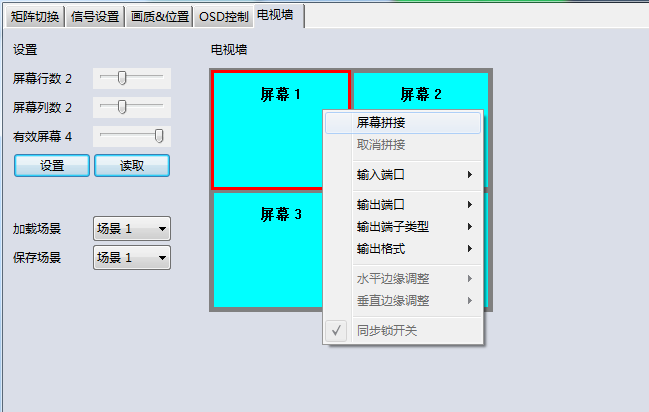 矩阵切换 信号设置 画质&位置 OSD控制 电视墙
设置
电视墙
屏幕行数 2
屏幕列数 2
有效屏幕 4
设置 读取
加载场景 场景 1
保存场景 场景 1
屏幕 1 屏幕 2
屏幕 3
屏幕拼接
取消拼接
输入端口
输出端口
输出端子类型
输出格式
水平边缘调整
垂直边缘调整
同步锁开关